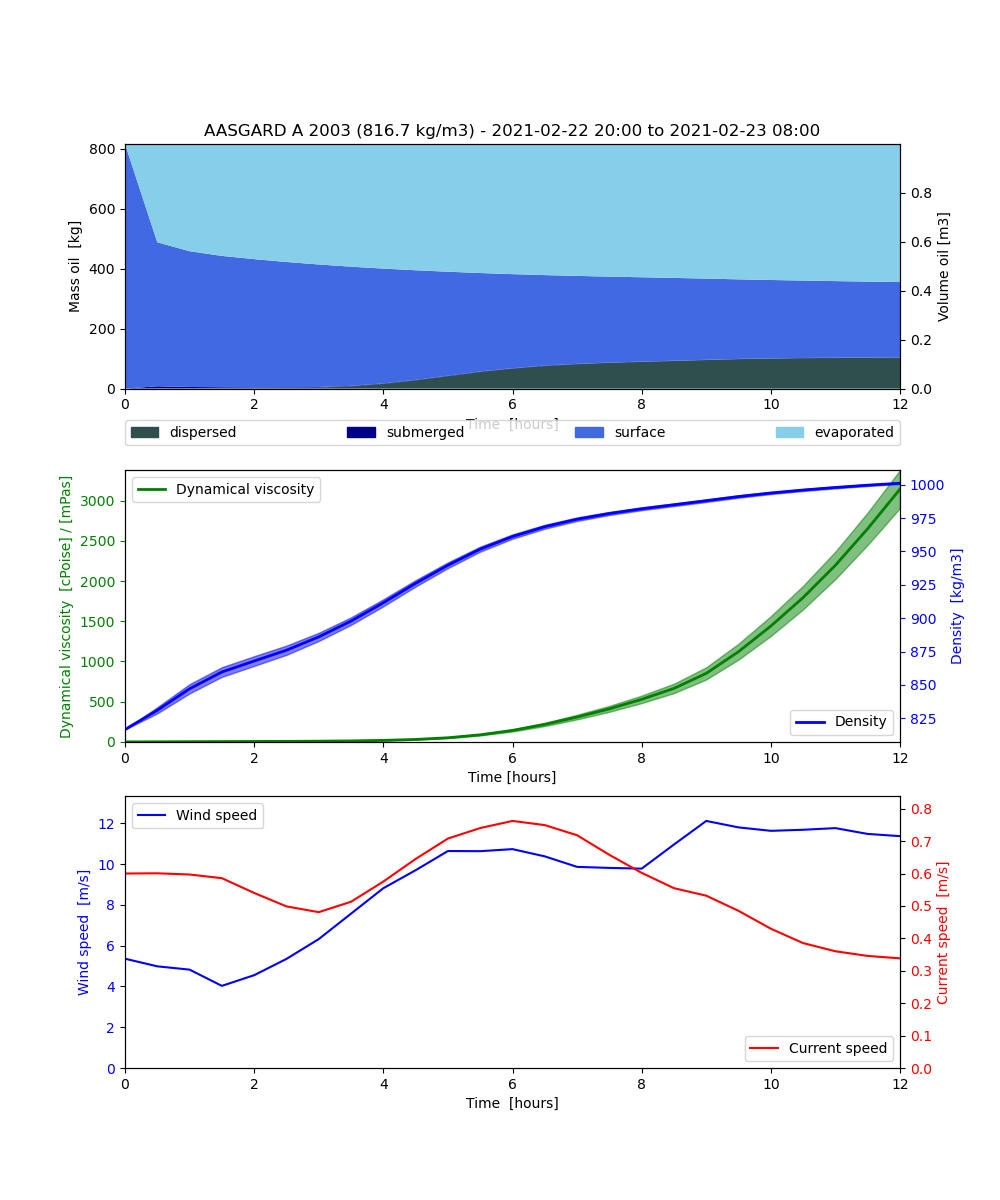 AASGARD A 2003 (816.7 kg/m3) - 2021-02-22 20:00 to 2021-02-23 08:00
Mass oil  [kg]
800
600
400
200
0
Volume oil [m3]
0.8
0.6
0.4
0.2
0.0
0 2 4 6 8 10 12
Time  [hours]
dispersed submerged surface evaporated
Dynamical viscosity  [cPoise] / [mPas]
3000
2500
2000
1500
1000
500
0
Dynamical viscosity
Density  [kg/m3]
1000
975
950
925
900
875
850
825
Density
0 2 4 6 8 10 12
Time [hours]
Wind speed  [m/s]
12
10
8
6
4
2
0
Wind speed
Current speed  [m/s]
0.8
0.7
0.6
0.5
0.4
0.3
0.2
0.1
0.0
Current speed
0 2 4 6 8 10 12
Time  [hours]